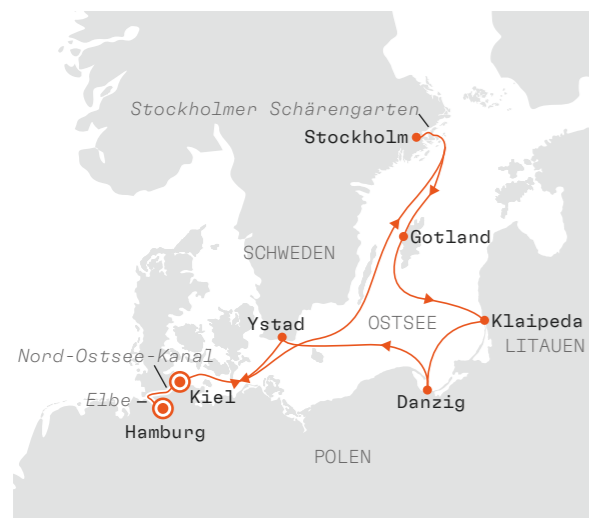 Stockholmer Schärengarten
Stockholm
Gotland
SCHWEDEN
Ystad
OSTSEE
Klaipeda
LITAUEN
Nord-Ostsee-Kanal
Elbe
Kiel
Danzig
Hamburg
POLEN